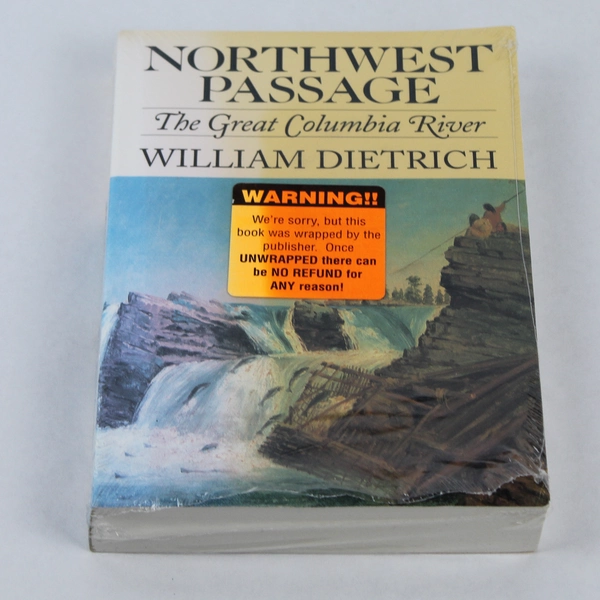 NORTHWEST
PASSAGE
The Great Columbia River
WILLIAM DIETRICH
WARNING!!
We're sorry, but this
book was wrapped by the
publisher. Once
UNWRAPPED there can
be NO REFUND for
ANY reason!